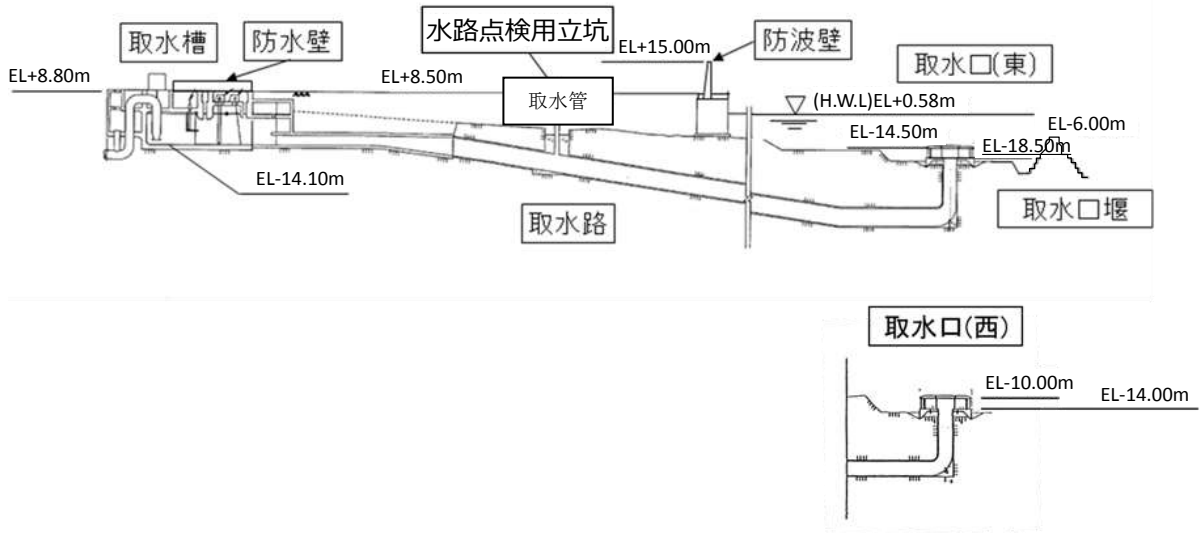 水路点検用立坑
取水槽
防水壁
EL+15.00m
防波壁
取水口(東)
EL+8.80m
EL+8.50m
取水管
(H.W.L)EL+0.58m
EL-14.50m
EL-6.00m
EL-18.50m
EL-14.10m
取水路
取水口堰
取水口(西)
EL-10.00m
EL-14.00m